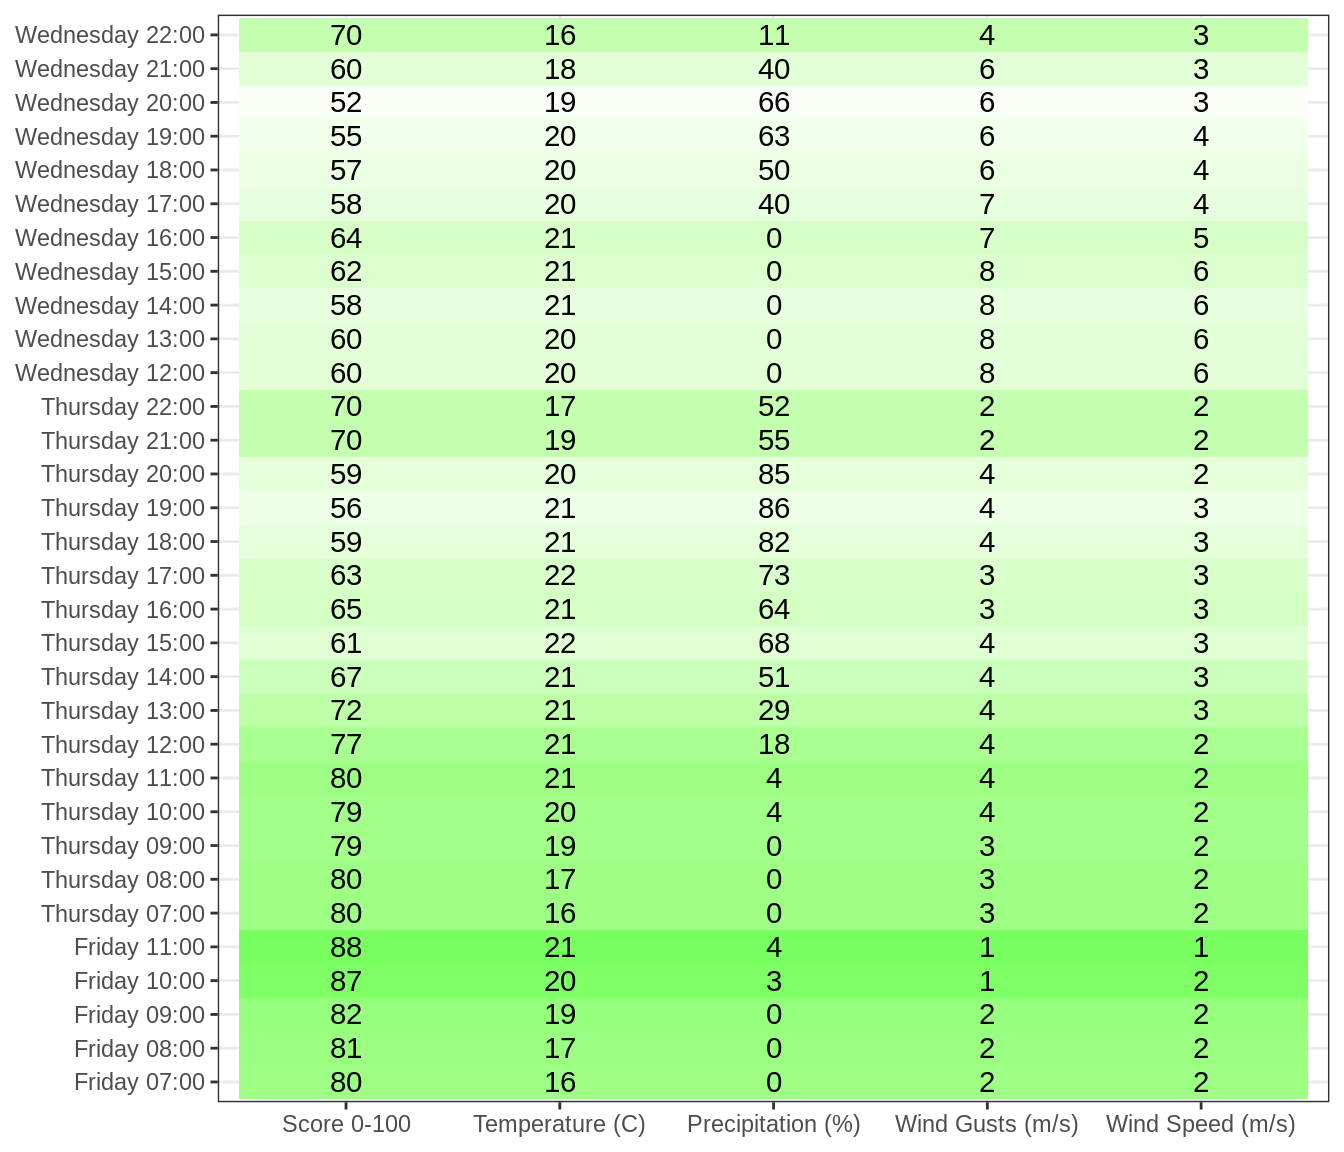 Wednesday 22:00 70 16 11 4 3
Wednesday 21:00 60 18 40 6 3
Wednesday 20:00 52 19 66 6 3
Wednesday 19:00 55 20 63 6 4
Wednesday 18:00 57 20 50 6 4
Wednesday 17:00 58 20 40 7 4
Wednesday 16:00 64 21 0 7 5
Wednesday 15:00 62 21 0 8 6
Wednesday 14:00 58 21 0 8 6
Wednesday 13:00 60 20 0 8 6
Wednesday 12:00 60 20 0 8 6
Thursday 22:00 70 17 52 2 2
Thursday 21:00 70 19 55 2 2
Thursday 20:00 59 20 85 4 2
Thursday 19:00 56 21 86 4 3
Thursday 18:00 59 21 82 4 3
Thursday 17:00 63 22 73 3 3
Thursday 16:00 65 21 64 3 3
Thursday 15:00 61 22 68 4 3
Thursday 14:00 67 21 51 4 3
Thursday 13:00 72 21 29 4 3
Thursday 12:00 77 21 18 4 2
Thursday 11:00 80 21 4 4 2
Thursday 10:00 79 20 4 4 2
Thursday 09:00 79 19 0 3 2
Thursday 08:00 80 17 0 3 2
Thursday 07:00 80 16 0 3 2
Friday 11:00 88 21 4 1 1
Friday 10:00 87 20 3 1 2
Friday 09:00 82 19 0 2 2
Friday 08:00 81 17 0 2 2
Friday 07:00 80 16 0 2 2
Score 0-100 Temperature (C) Precipitation (%) Wind Gusts (m/s) Wind Speed (m/s)